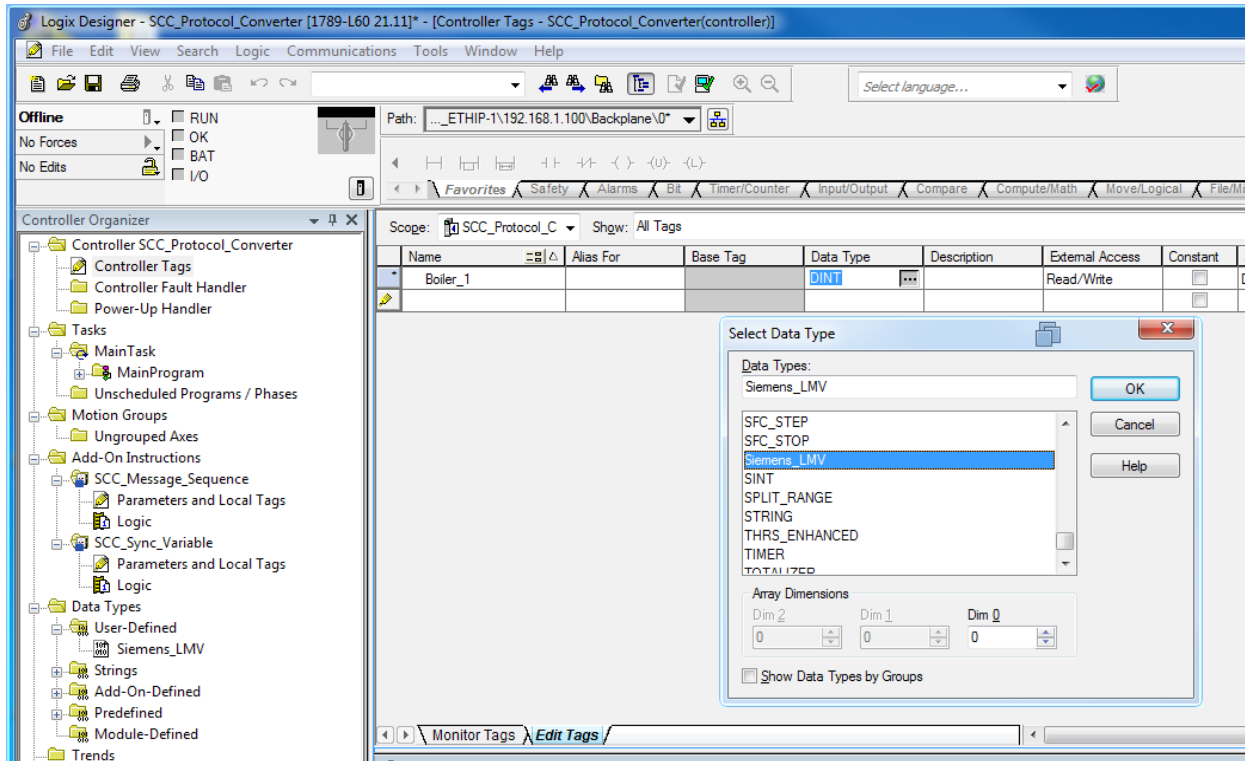 Logix Designer - SCC_Protocol_Converter [1789-L60 21.11]* - [Controller Tags - SCC_Protocol_Converter(controller)]
File Edit View Search Logic Communications Tools Window Help
Select language...
Offline
RUN
No Forces
OK
No Edits
BAT
I/O
Path: ..._ETHIP-1\192.168.1.100\Backplane\0*
Favorites Safety Alarms Bit Timer/Counter Input/Output Compare Compute/Math Move/Logical
Controller Organizer
Controller SCC_Protocol_Converter
Controller Tags
Controller Fault Handler
Power-Up Handler
Tasks
MainTask
MainProgram
Unscheduled Programs / Phases
Motion Groups
Ungrouped Axes
Add-On Instructions
SCC_Message_Sequence
Parameters and Local Tags
Logic
SCC_Sync_Variable
Parameters and Local Tags
Logic
Data Types
User-Defined
Siemens_LMV
Strings
Add-On-Defined
Predefined
Module-Defined
Trends
Scope: SCC_Protocol_C Show: All Tags
Name Alias For Base Tag Data Type Description External Access Constant
Boiler_1 DINT Read/Write
Select Data Type
Data Types:
Siemens_LMV
OK
Cancel
Help
SFC_STEP
SFC_STOP
Siemens_LMV
SINT
SPLIT_RANGE
STRING
THRS_ENHANCED
TIMER
TOTALIZER
Array Dimensions
Dim 2 Dim 1 Dim 0
0 0 0
Show Data Types by Groups
Monitor Tags Edit Tags